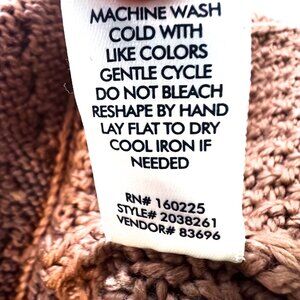 MACHINE WASH
COLD WITH
LIKE COLORS
GENTLE CYCLE
DO NOT BLEACH
RESHAPE BY HAND
LAY FLAT TO DRY
COOL IRON IF
NEEDED
RN# 160225
STYLE# 2038261
VENDOR# 83696